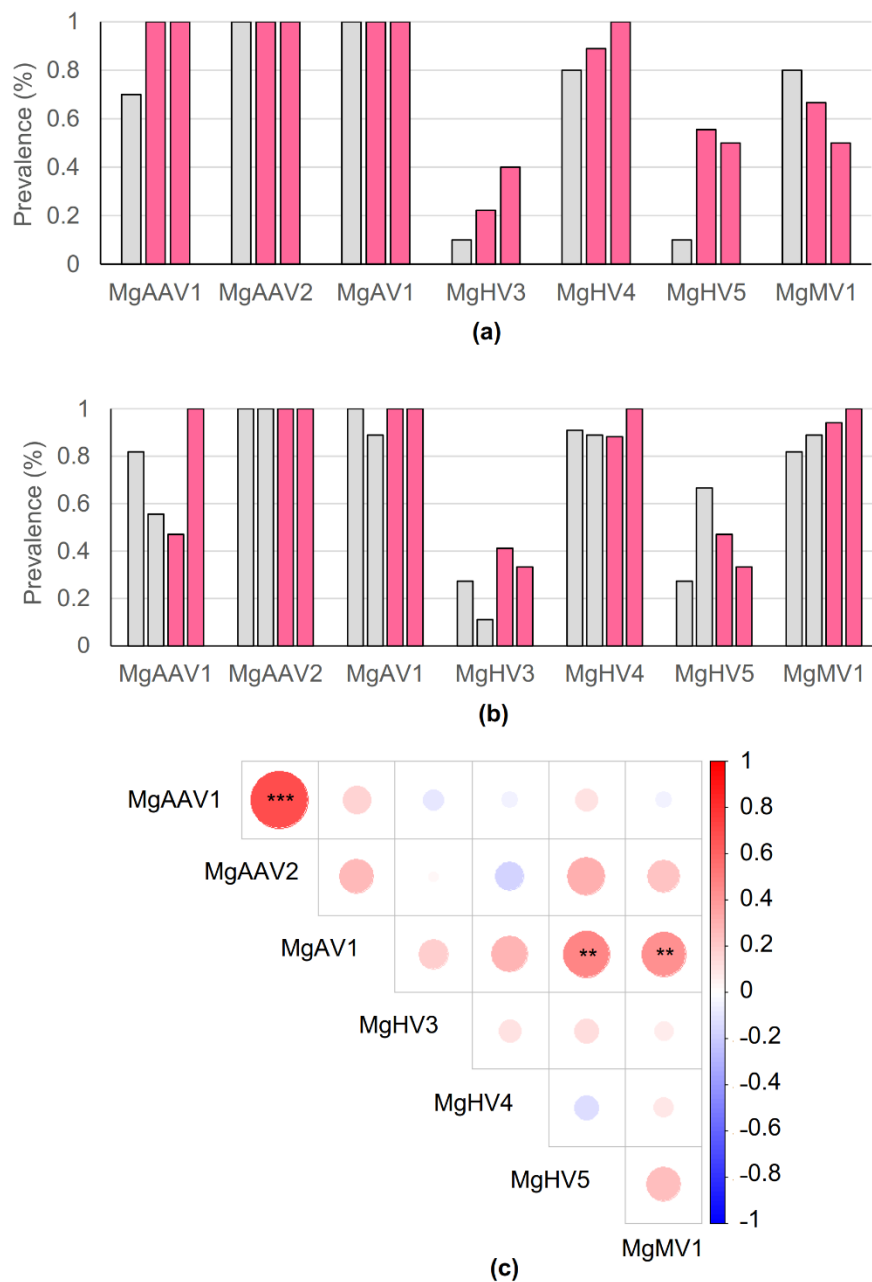 Prevalence (%)
1
0.8
0.6
0.4
0.2
0
MgAAV1 MgAAV2 MgAV1 MgHV3 MgHV4 MgHV5 MgMV1
(a)
Prevalence (%)
1
0.8
0.6
0.4
0.2
0
MgAAV1 MgAAV2 MgAV1 MgHV3 MgHV4 MgHV5 MgMV1
(b)
MgAAV1 ***
MgAAV2
MgAV1 ** **
MgHV3
MgHV4
MgHV5
MgMV1
1
0.8
0.6
0.4
0.2
0
-0.2
-0.4
-0.6
-0.8
-1
(c)